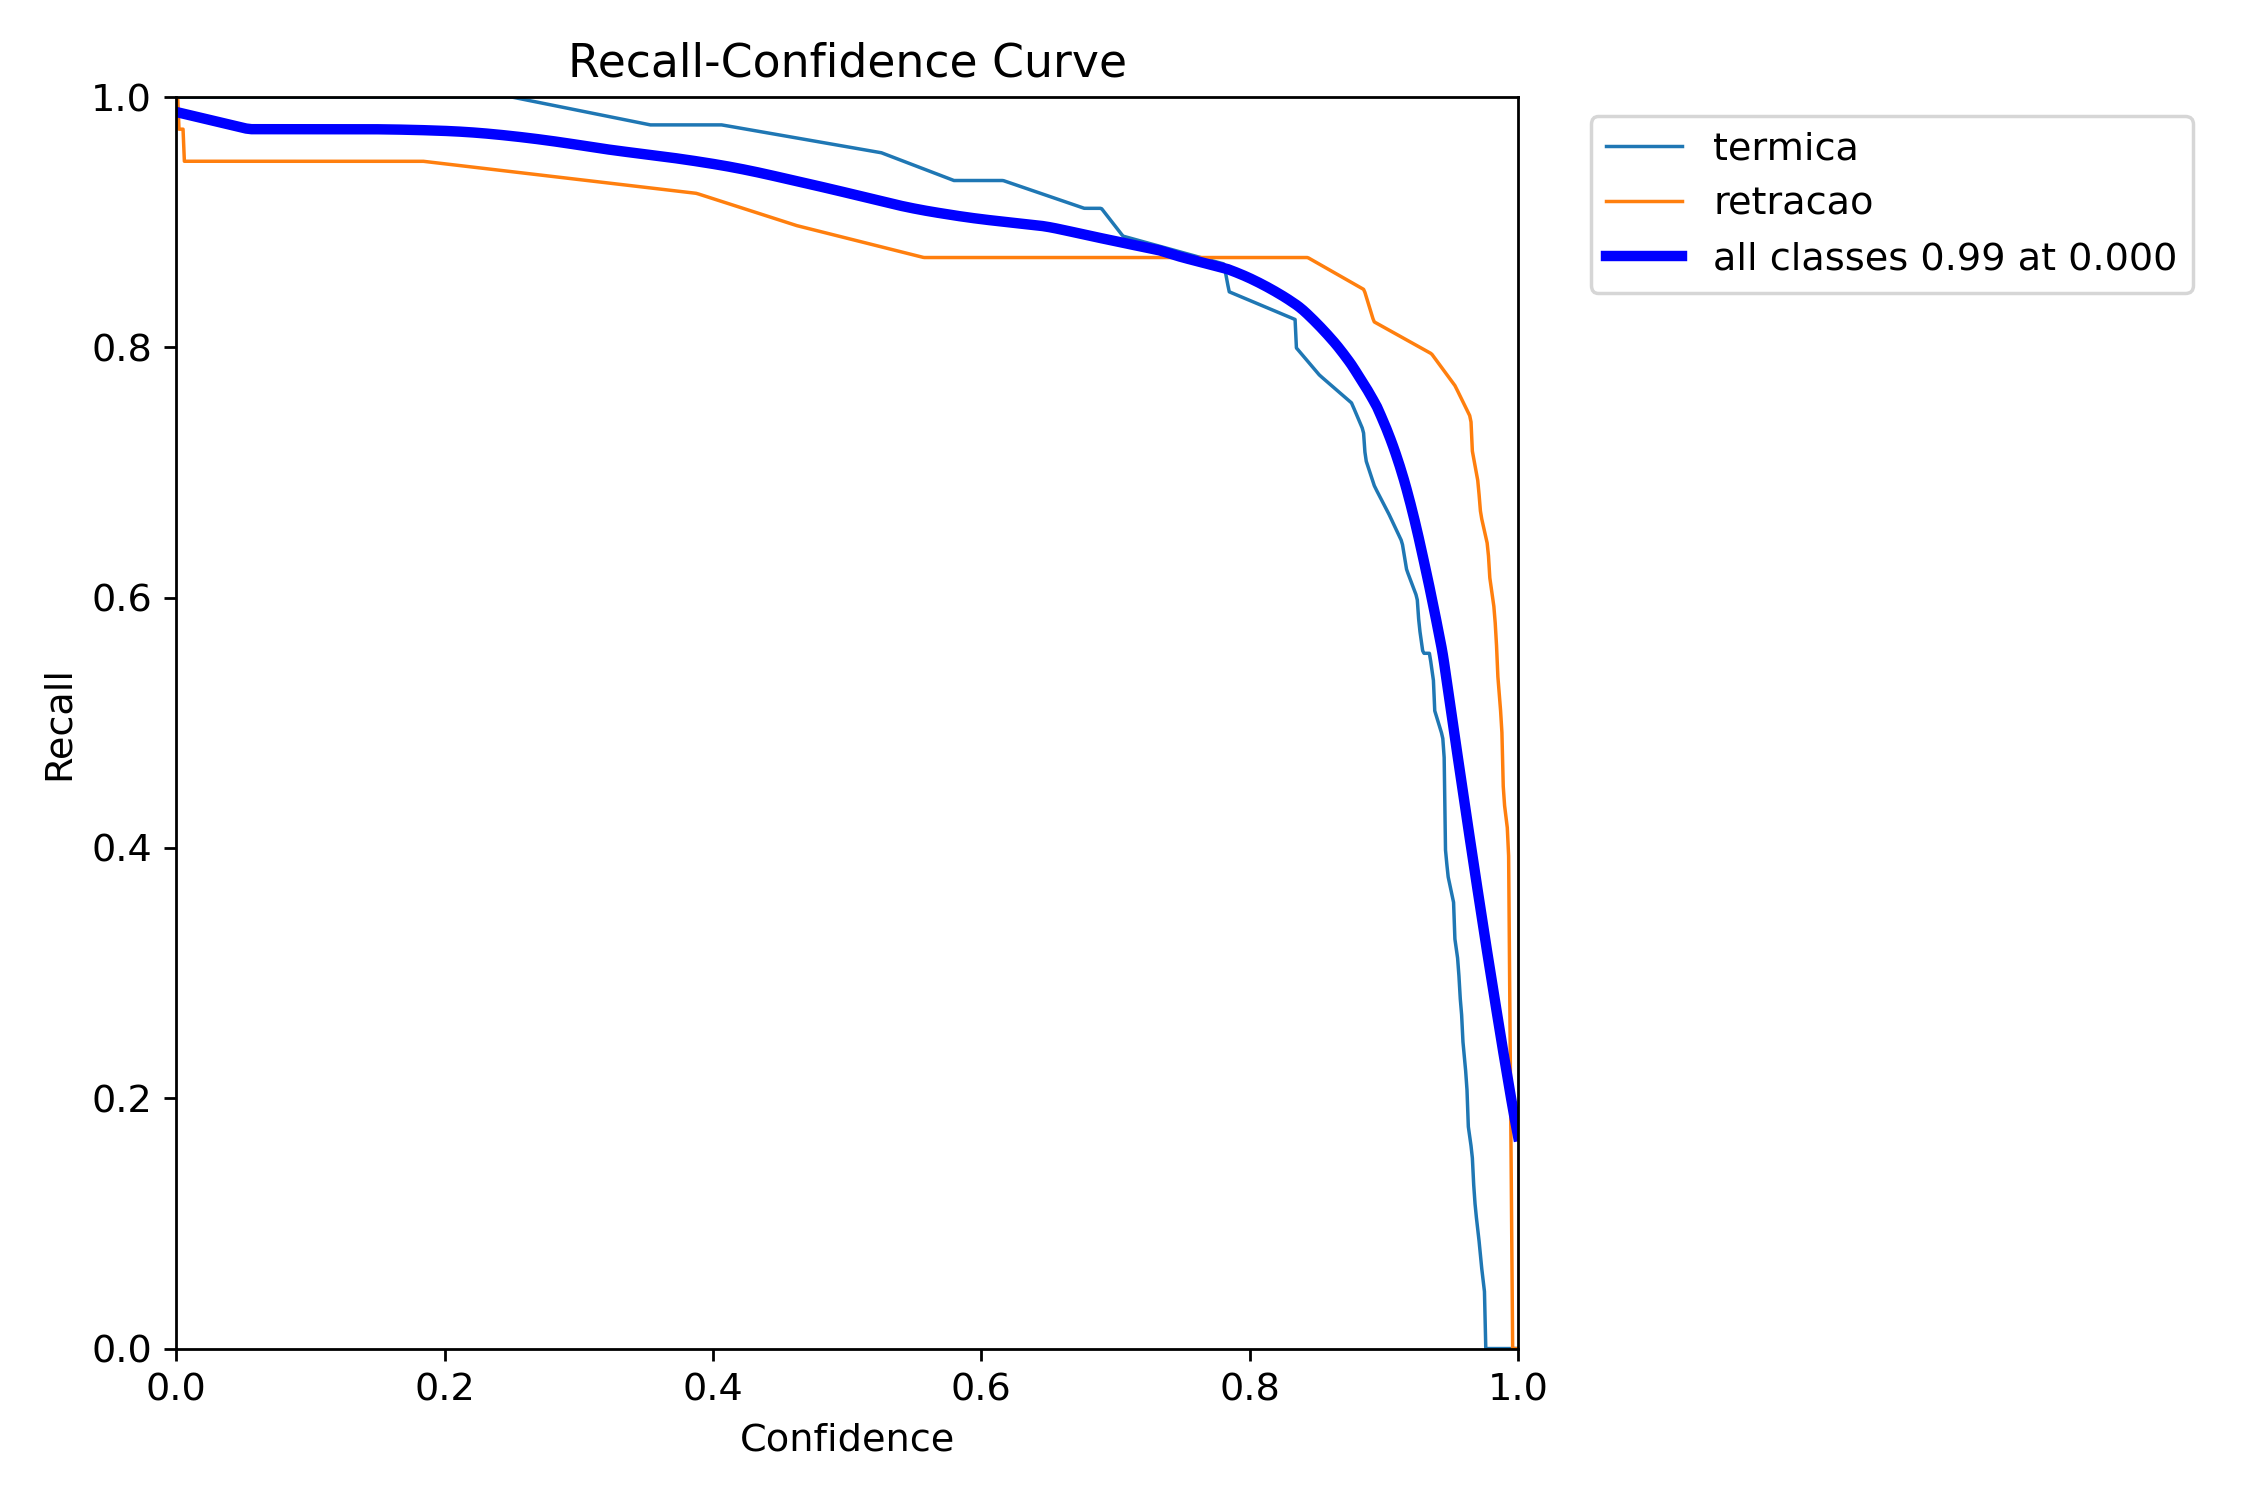 Recall-Confidence Curve
1.0
0.8
0.6
0.4
0.2
0.0
Recall
0.0 0.2 0.4 0.6 0.8 1.0
Confidence
termica
retracao
all classes 0.99 at 0.000